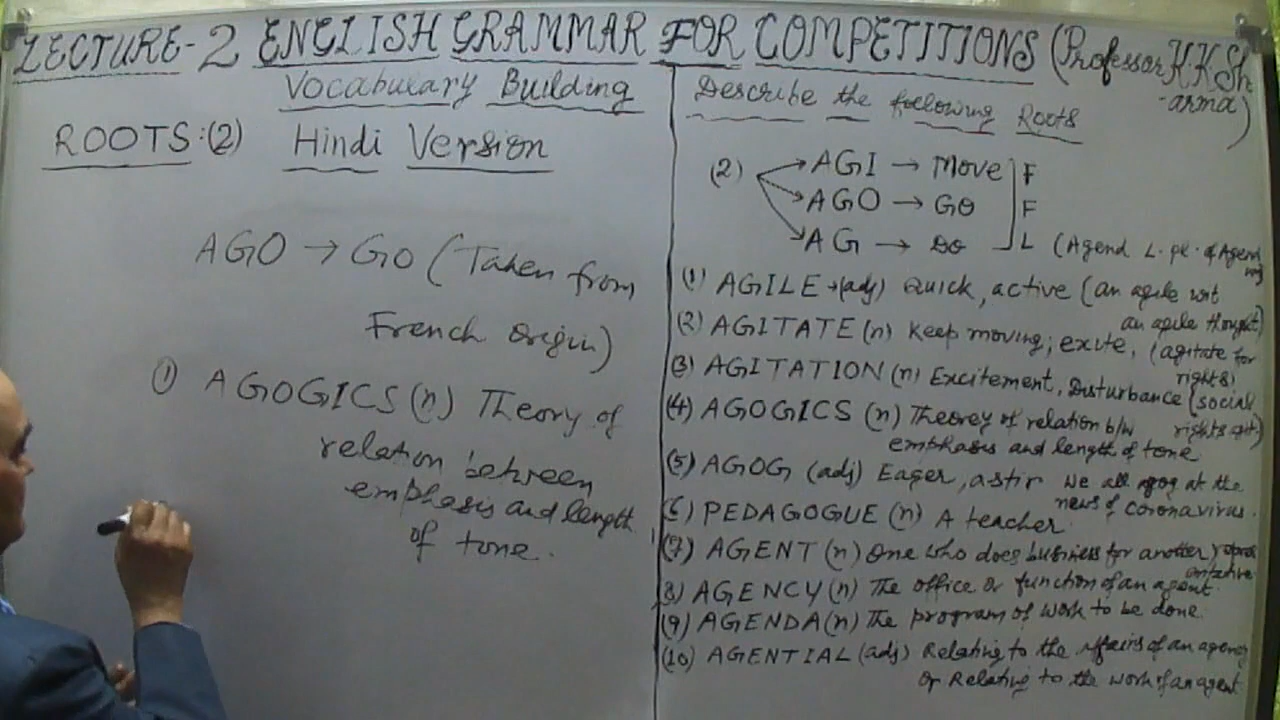 LECTURE-2 ENGLISH GRAMMAR FOR COMPETITIONS (Professor K K Sh
-arma)
Vocabulary Building
ROOTS:(2) Hindi Version
AGO → GO (Taken from
French Origin)
① AGOGICS (n) Theory of
relation between
emphasis and length
of tone.
Describe the following Roots
(2) AGI → Move F
AGO → GO F
AG → DO L (Agend L. pl. of Agend
(1) AGILE → (adj) Quick, active (an agile wit
an agile thought)
(2) AGITATE (n) Keep moving; exite, (agitate for
rights)
(3) AGITATION (n) Excitement, Disturbance (social
rights
(4) AGOGICS (n) Theorey of relation b/w
emphasis and length of tone
(5) AGOG (adj) Eager, astir We all agog at the
news of coronavirus.
(6) PEDAGOGUE (n) A teacher
(7) AGENT (n) One who does business for another,
(8) AGENCY (n) The office or function of an agent.
(9) AGENDA (n) The program of work to be done.
(10) AGENTIAL (adj) Relating to the affairs of an agency
or Relating to the work of an agent